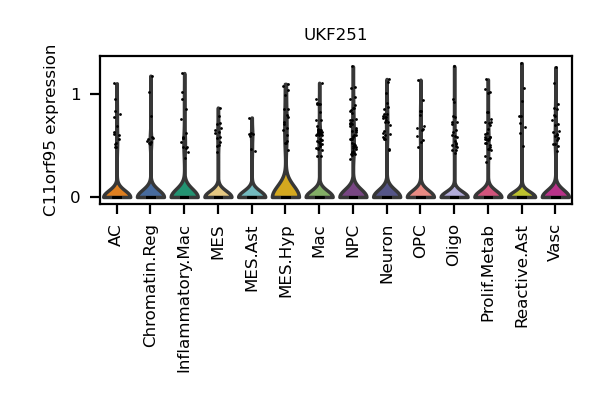 UKF251
C11orf95 expression
1
0
AC
Chromatin.Reg
Inflammatory.Mac
MES
MES.Ast
MES.Hyp
Mac
NPC
Neuron
OPC
Oligo
Prolif.Metab
Reactive.Ast
Vasc